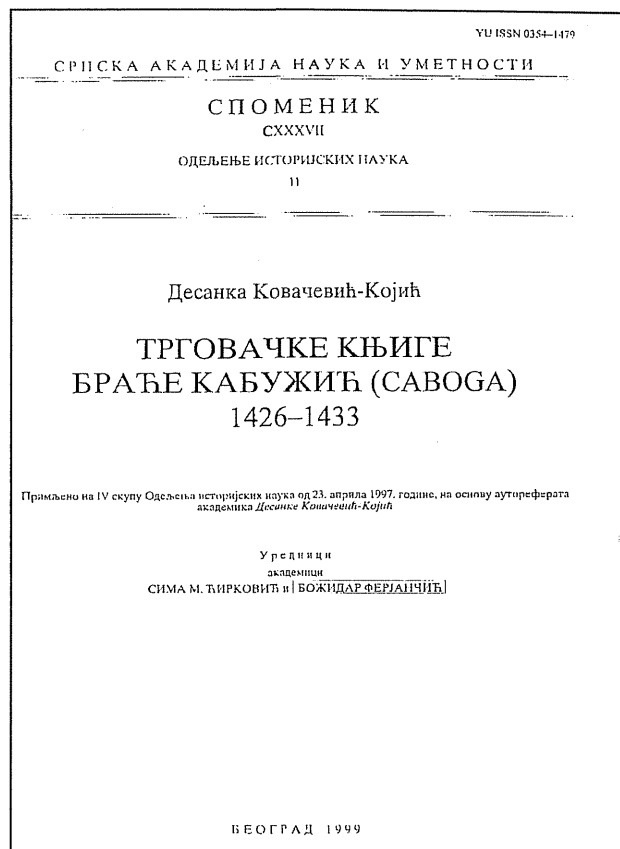 YU ISSN 0354–1479
СРПСКА АКАДЕМИЈА НАУКА И УМЕТНОСТИ
СПОМЕНИК
CXXXVII
ОДЕЉЕЊЕ ИСТОРИЈСКИХ НАУКА
11
Десанка Ковачевић-Којић
ТРГОВАЧКЕ КЊИГЕ
БРАЋЕ КАБУЖИЋ (CABOGA)
1426–1433
Примљено на IV скупу Одељења историјских наука од 23. априла 1997. године, на основу аутореферата
академика Десанке Ковачевић-Којић
Уредници
академици
СИМА М. ЋИРКОВИЋ и | БОЖИДАР ФЕРЈАНЧИЋ |
БЕОГРАД 1999